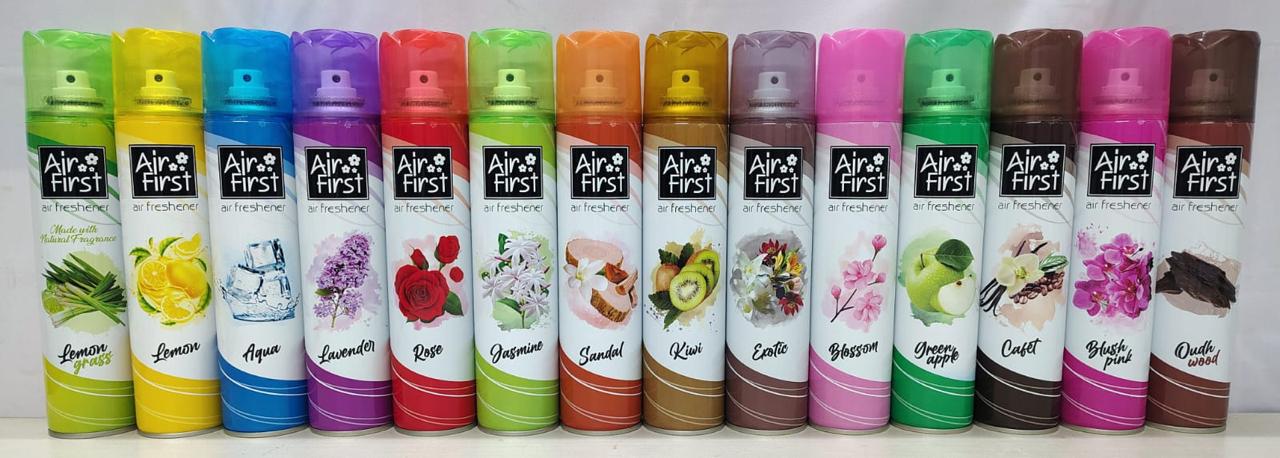 Air
First
air freshener
Made with
Natural Fragrance
Lemon
grass
Air
First
air freshener
Lemon
Air
First
air freshener
Aqua
Air
First
air freshener
Lavender
Air
First
air freshener
Rose
Air
First
air freshener
Jasmine
Air
First
air freshener
Sandal
Air
First
air freshener
Kiwi
Air
First
air freshener
Exotic
Air
First
air freshener
Blossom
Air
First
air freshener
Green
apple
Air
First
air freshener
Cafet
Air
First
air freshener
Blush
pink
Air
First
air freshener
Oudh
wood